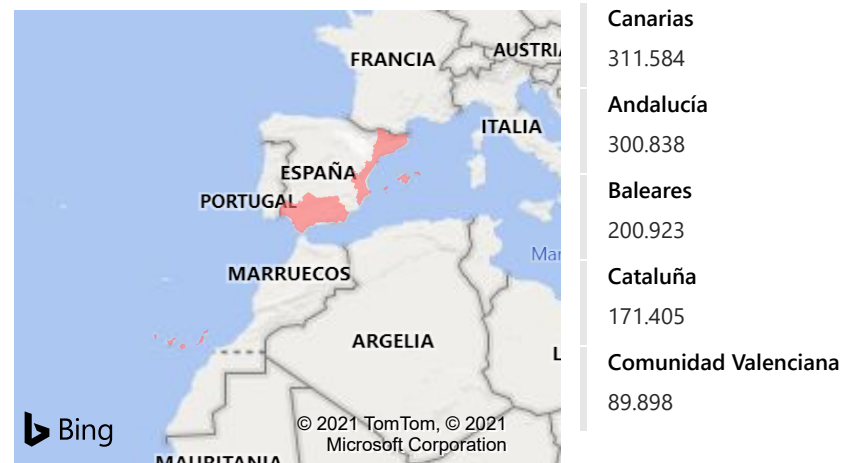 FRANCIA
AUSTRIA
ITALIA
ESPAÑA
PORTUGAL
Mar
MARRUECOS
ARGELIA
L
MAURITANIA
Bing
© 2021 TomTom, © 2021
Microsoft Corporation
Canarias
311.584
Andalucía
300.838
Baleares
200.923
Cataluña
171.405
Comunidad Valenciana
89.898